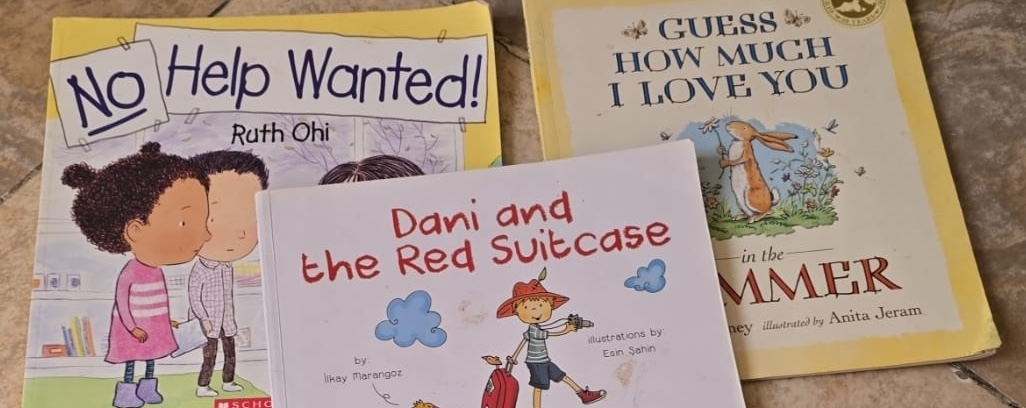 No Help Wanted!
Ruth Ohi
Dani and
the Red Suitcase
by:
İlkay Marangoz
illustrations by:
Esin Şahin
GUESS
HOW MUCH
I LOVE YOU
in the
illustrated by Anita Jeram